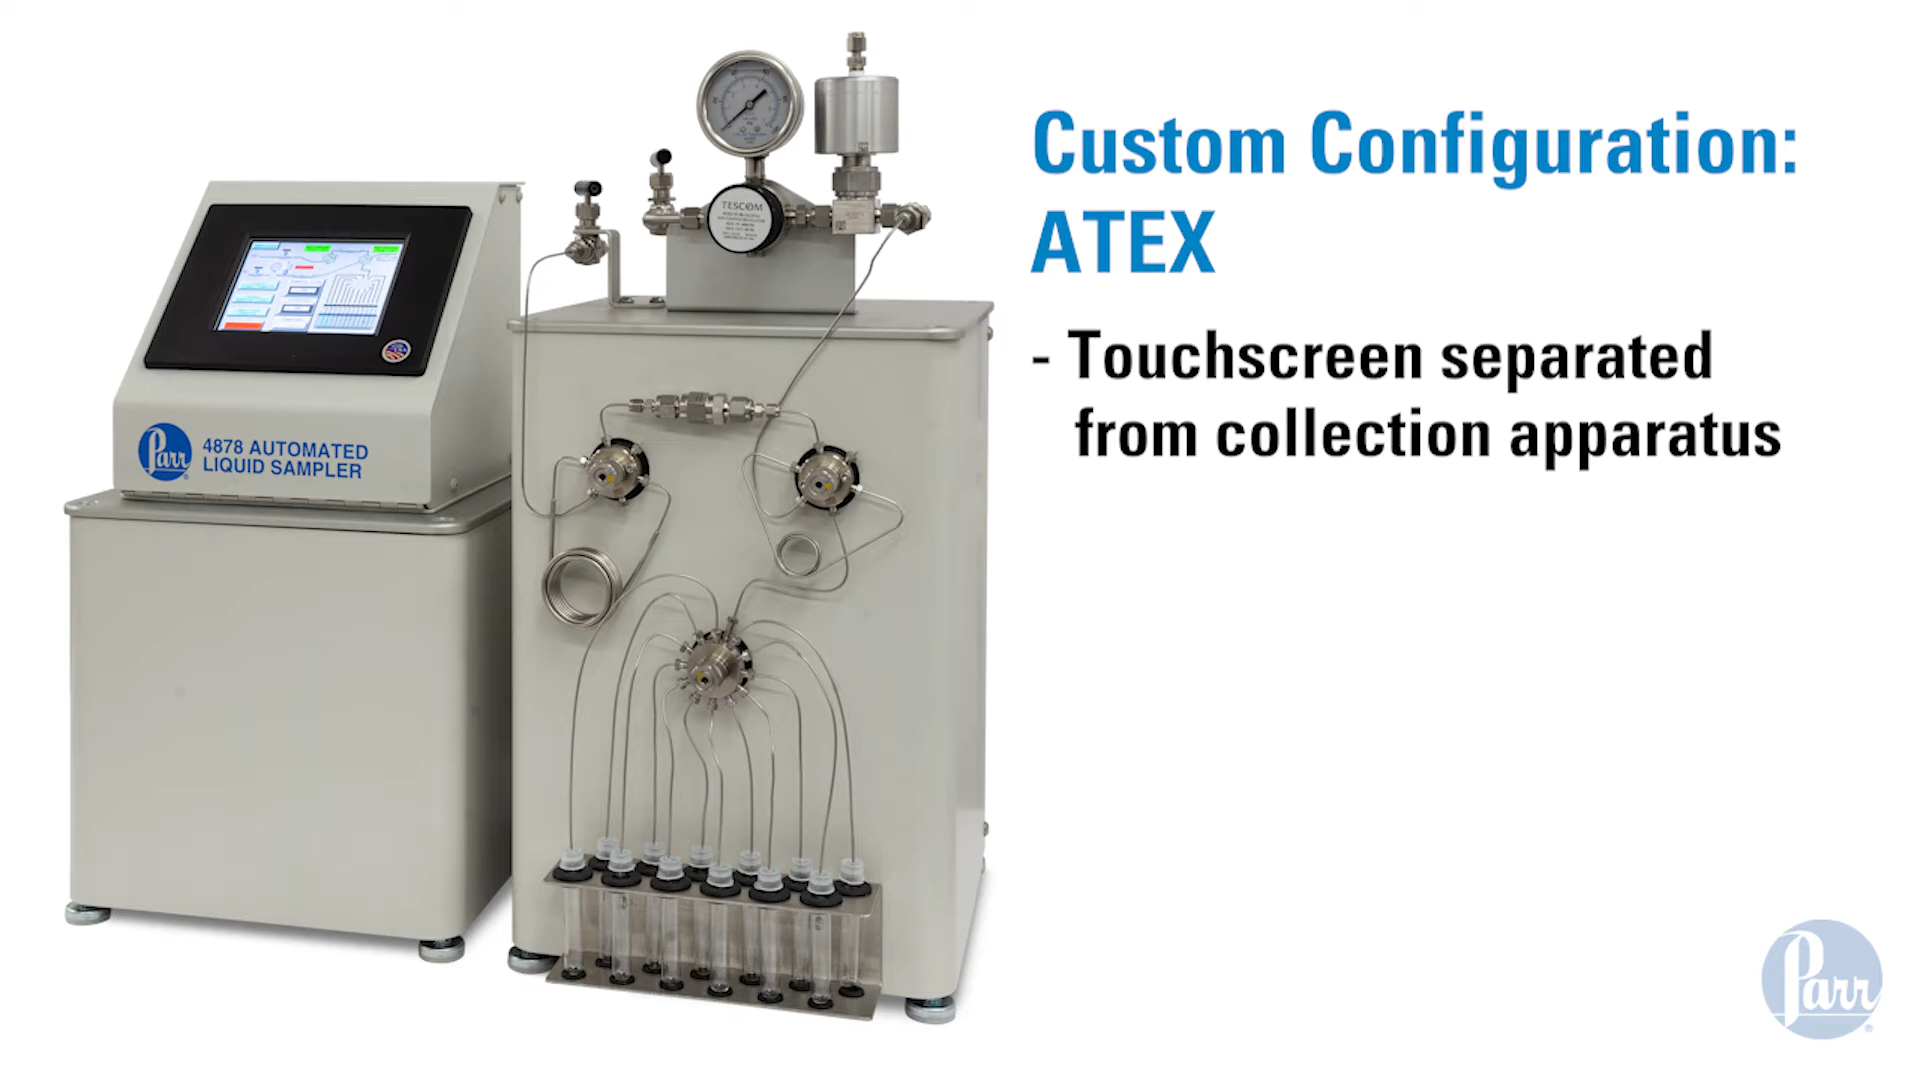 Custom Configuration:
ATEX
- Touchscreen separated
from collection apparatus
TESCOM
Parr
4878 AUTOMATED
LIQUID SAMPLER
Parr